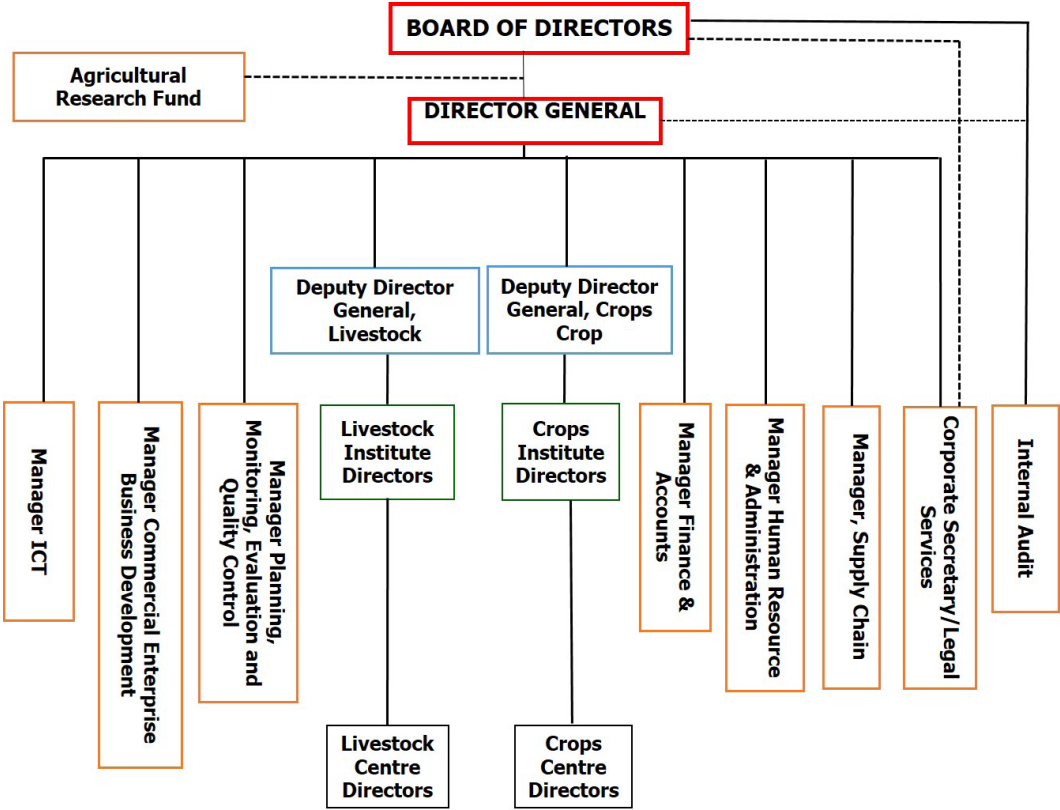 BOARD OF DIRECTORS
Agricultural
Research Fund
DIRECTOR GENERAL
Deputy Director
General,
Livestock
Deputy Director
General, Crops
Crop
Manager ICT
Manager Commercial Enterprise
Business Development
Manager Planning,
Monitoring, Evaluation and
Quality Control
Livestock
Institute
Directors
Crops
Institute
Directors
Manager Finance &
Accounts
Manager Human Resource
& Administration
Manager, Supply Chain
Corporate Secretary/Legal
Services
Internal Audit
Livestock
Centre
Directors
Crops
Centre
Directors